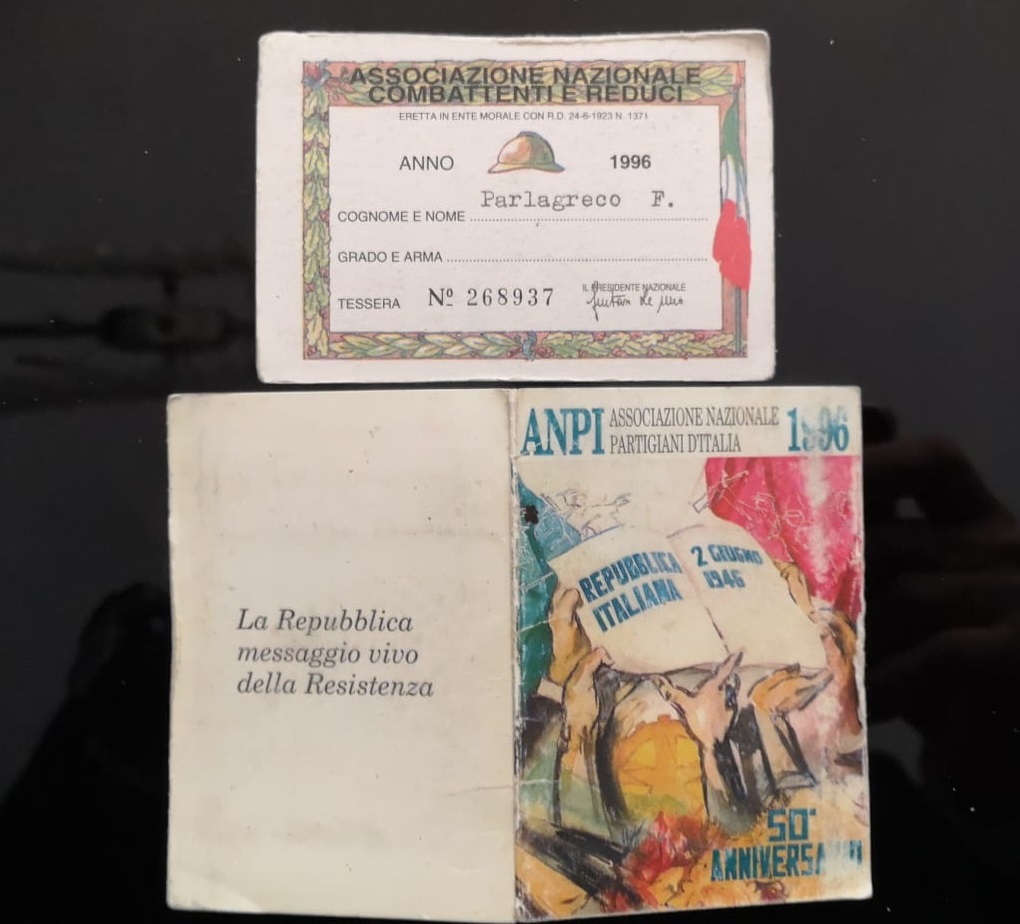 ASSOCIAZIONE NAZIONALE
COMBATTENTI E REDUCI
ERETTA IN ENTE MORALE CON R.D. 24-6-1923 N. 1371
ANNO 1996
Parlagreco F.
COGNOME E NOME
GRADO E ARMA
TESSERA Nº 268937
IL PRESIDENTE NAZIONALE
La Repubblica
messaggio vivo
della Resistenza
ANPI ASSOCIAZIONE NAZIONALE
PARTIGIANI D'ITALIA 1996
REPUBBLICA
ITALIANA
2 GIUGNO
1946
50°
ANNIVERSARIO